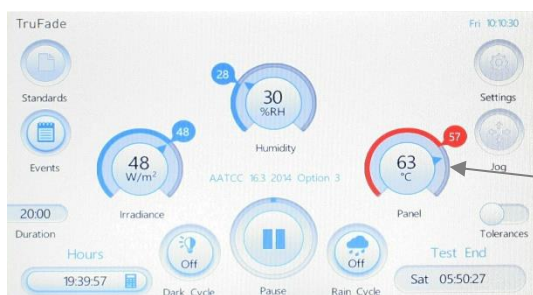 TruFade
Fri 10:10:30
Standards
28
30
%RH
Humidity
Settings
Events
48
48
W/m²
Irradiance
57
63
°C
Panel
Jog
AATCC 16.3 2014 Option 3
20:00
Duration
Tolerances
Hours
19:39:57
Off
Dark Cycle
Pause
Off
Rain Cycle
Test End
Sat 05:50:27